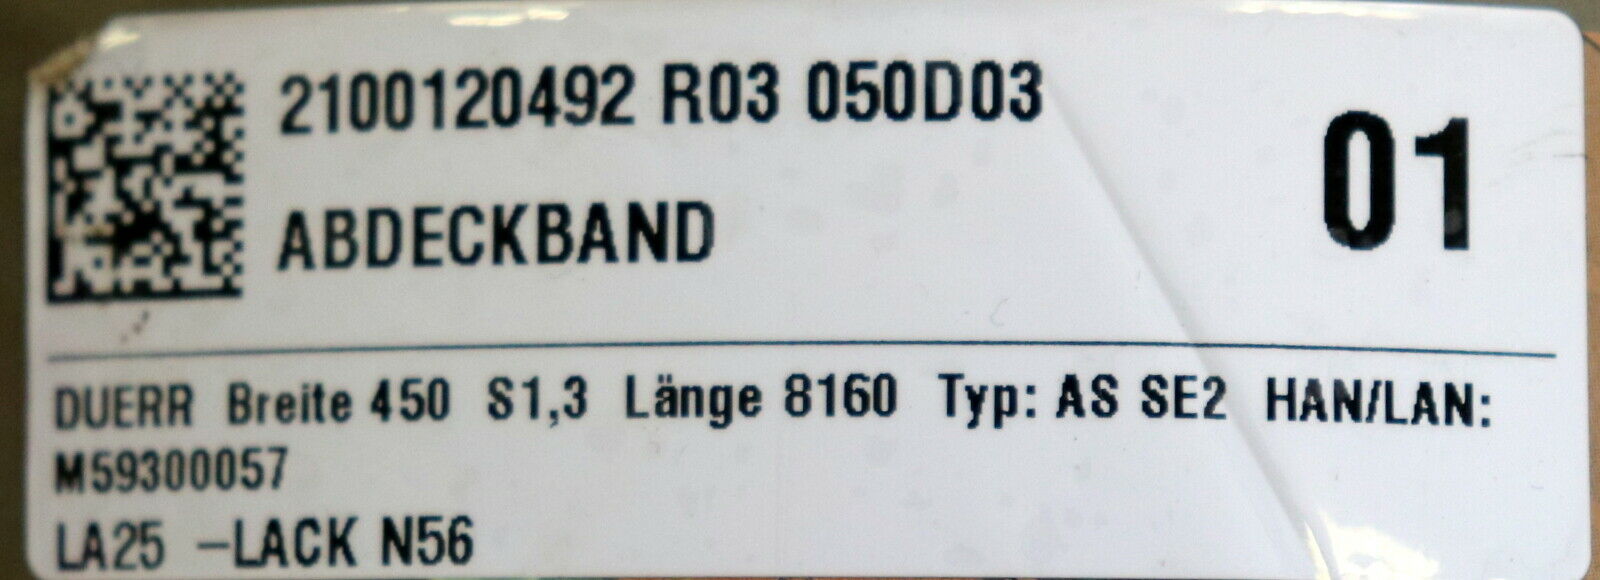 2100120492 R03 050D03
01
ABDECKBAND
DUERR Breite 450 S1,3 Länge 8160 Typ: AS SE2 HAN/LAN:
M59300057
LA25 -LACK N56